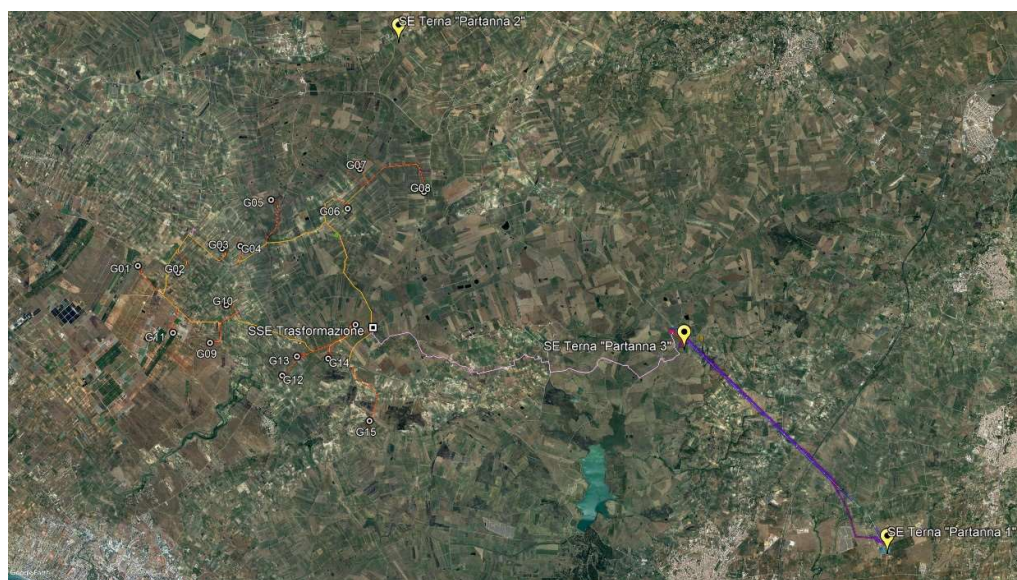 SE Terna "Partanna 2"
G07
G08
G05
G06
G03
G04
G01
G02
G10
SSE Trasformazione
G11
SE Terna "Partanna 3"
G09
G13
G14
G12
G15
SE Terna "Partanna 1"